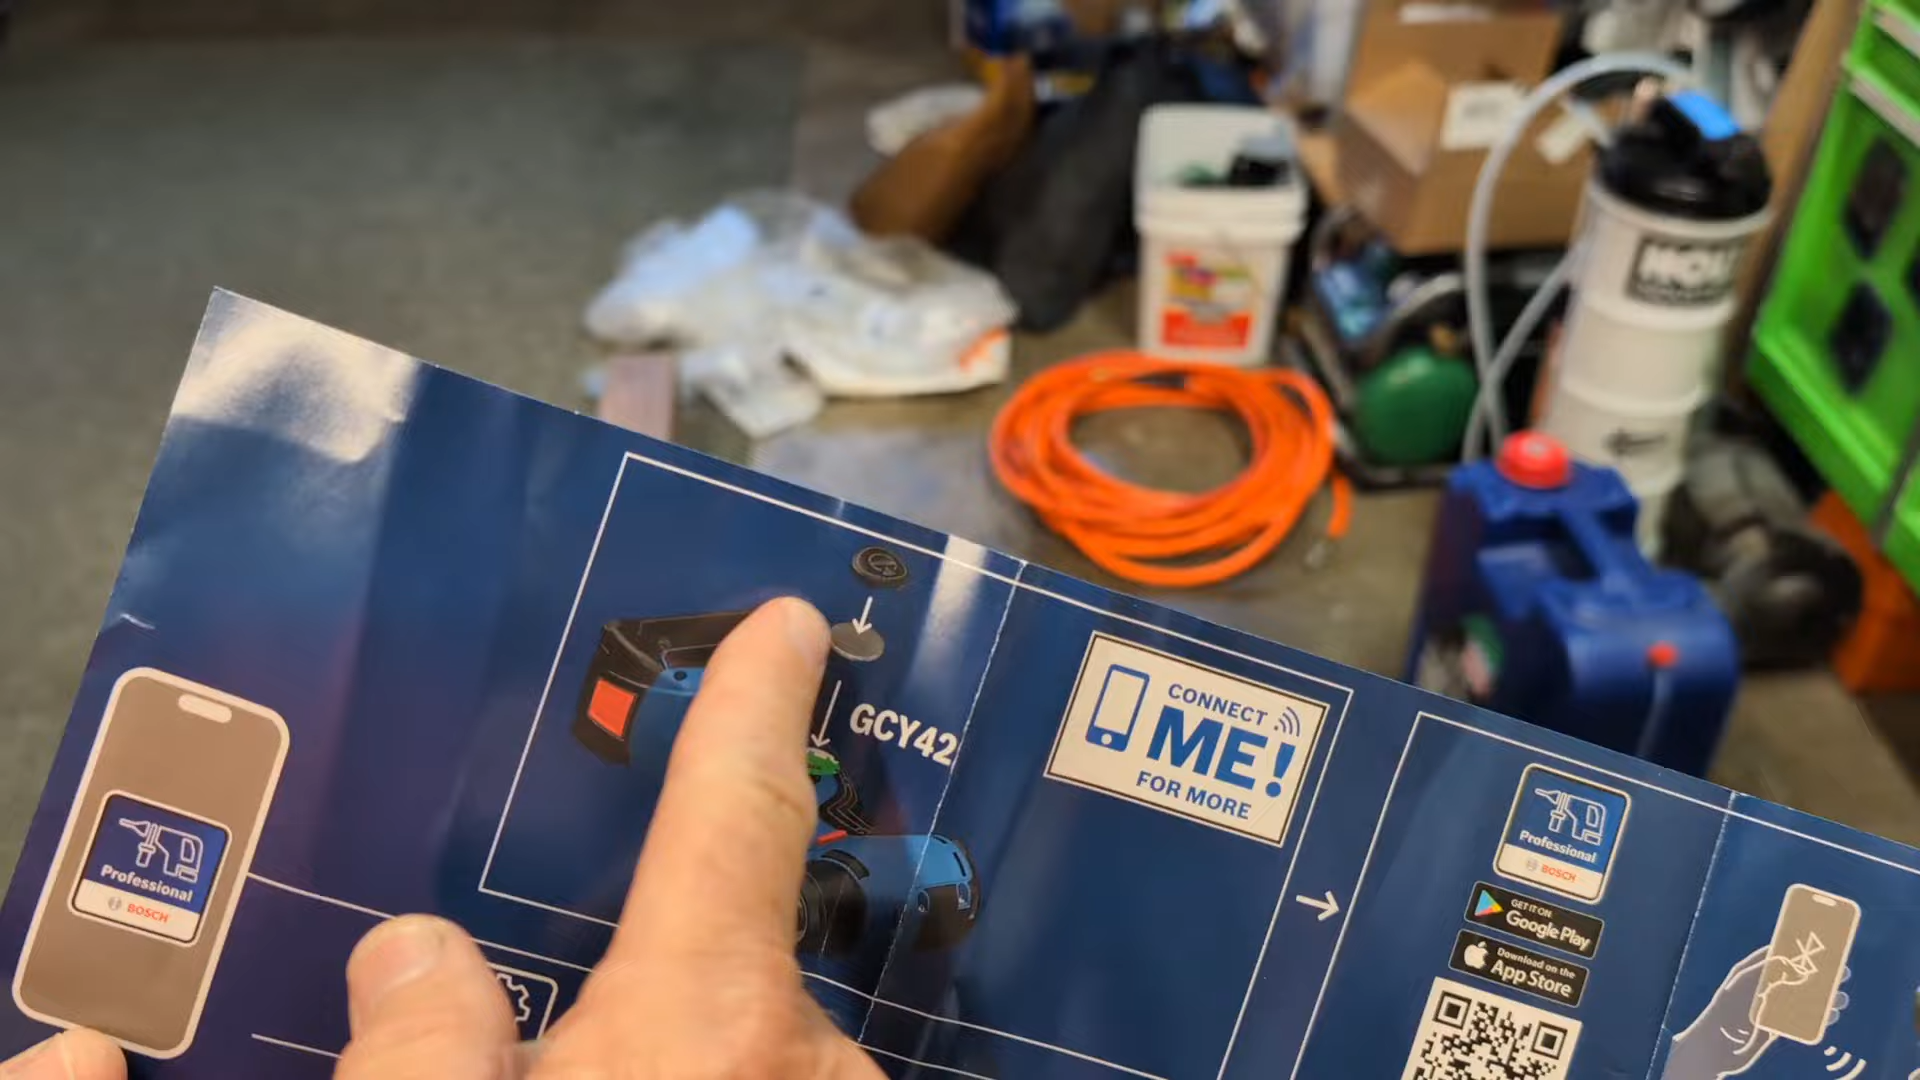 GCY42
CONNECT
ME!
FOR MORE
Professional
BOSCH
Professional
BOSCH
GET IT ON
Google Play
Download on the
App Store